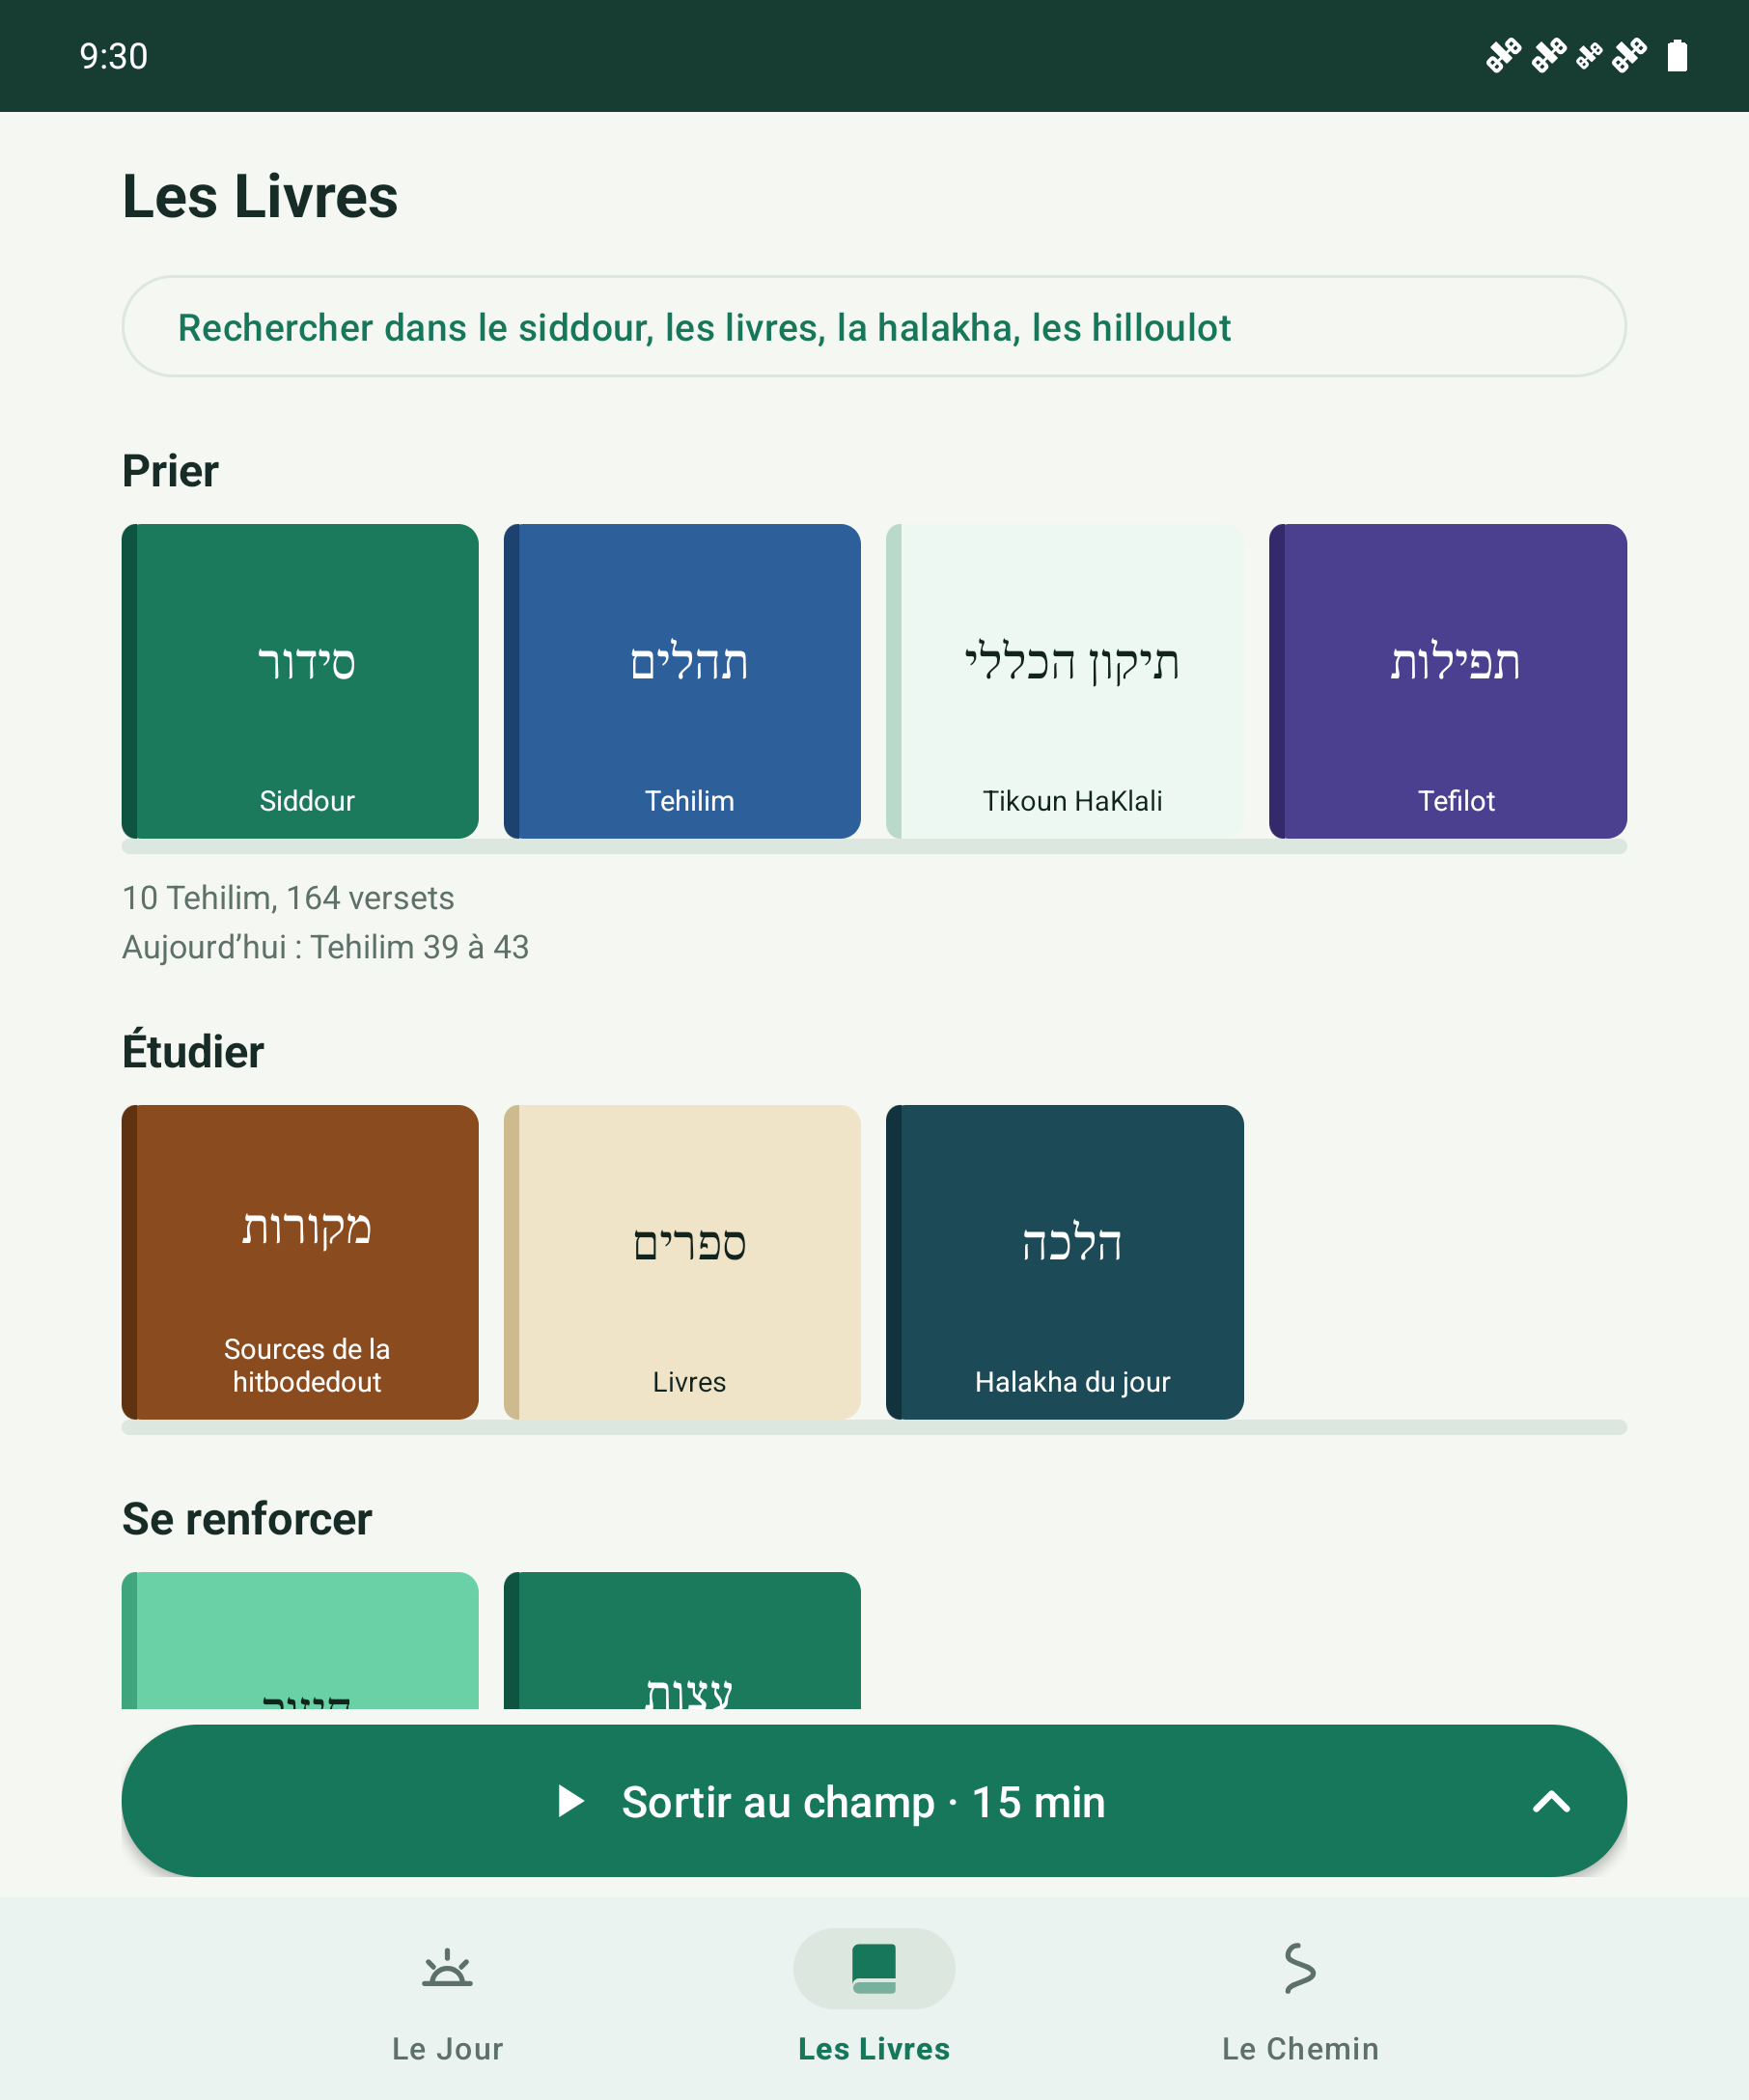 9:30
Les Livres
Rechercher dans le siddour, les livres, la halakha, les hilloulot
Prier
סידור
תהלים
תיקון הכללי
תפילות
Siddour
Tehilim
Tikoun HaKlali
Tefilot
10 Tehilim, 164 versets
Aujourd’hui : Tehilim 39 à 43
Étudier
מקורות
ספרים
הלכה
Sources de la
hitbodedout
Livres
Halakha du jour
Se renforcer
עצות
Sortir au champ · 15 min
Le Jour
Les Livres
Le Chemin